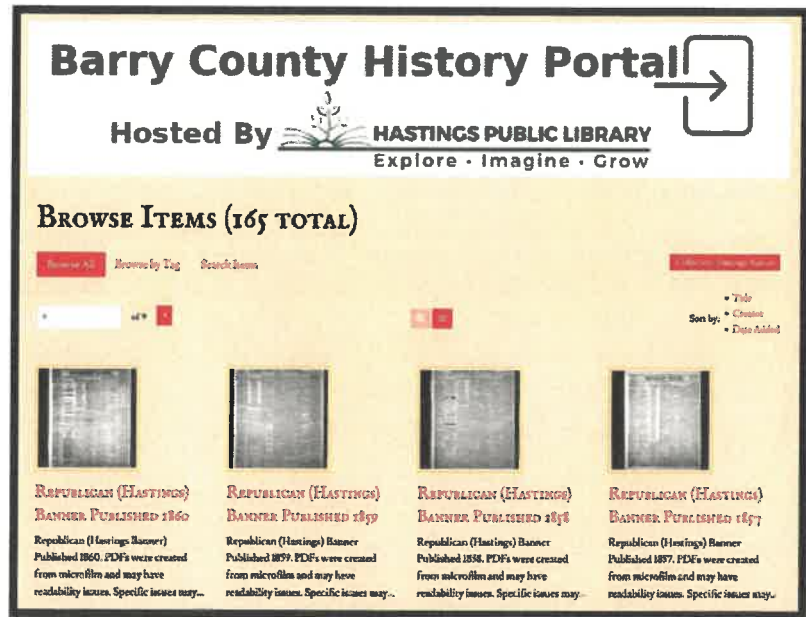 Barry County History Portal
Hosted By
HASTINGS PUBLIC LIBRARY
Explore · Imagine · Grow
Browse Items (165 total)
Browse All Browse by Tag Search Items
of 9
Sort by: • Title
• Creator
• Date Added
Republican (Hastings)
Banner Published 1860
Republican (Hastings Banner)
Published 1860. PDFs were created
from microfilm and may have
readability issues. Specific issues may...
Republican (Hastings)
Banner Published 1859
Republican (Hastings) Banner
Published 1859. PDFs were created
from microfilm and may have
readability issues. Specific issues may...
Republican (Hastings)
Banner Published 1858
Republican (Hastings) Banner
Published 1858. PDFs were created
from microfilm and may have
readability issues. Specific issues may...
Republican (Hastings)
Banner Published 1857
Republican (Hastings) Banner
Published 1857. PDFs were created
from microfilm and may have
readability issues. Specific issues may...